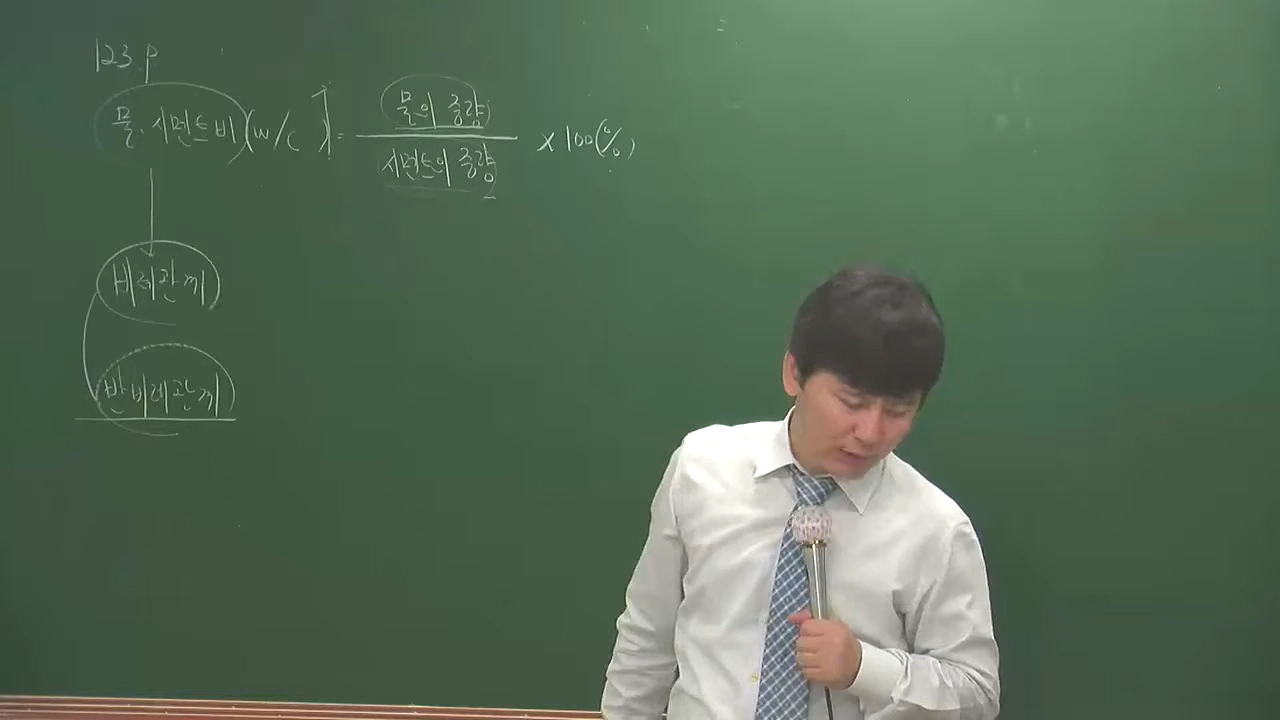 123.p
물·시멘트비(w/c ) = 물의 중량 / 시멘트의 중량 × 100(%)
비례관계
반비례관계